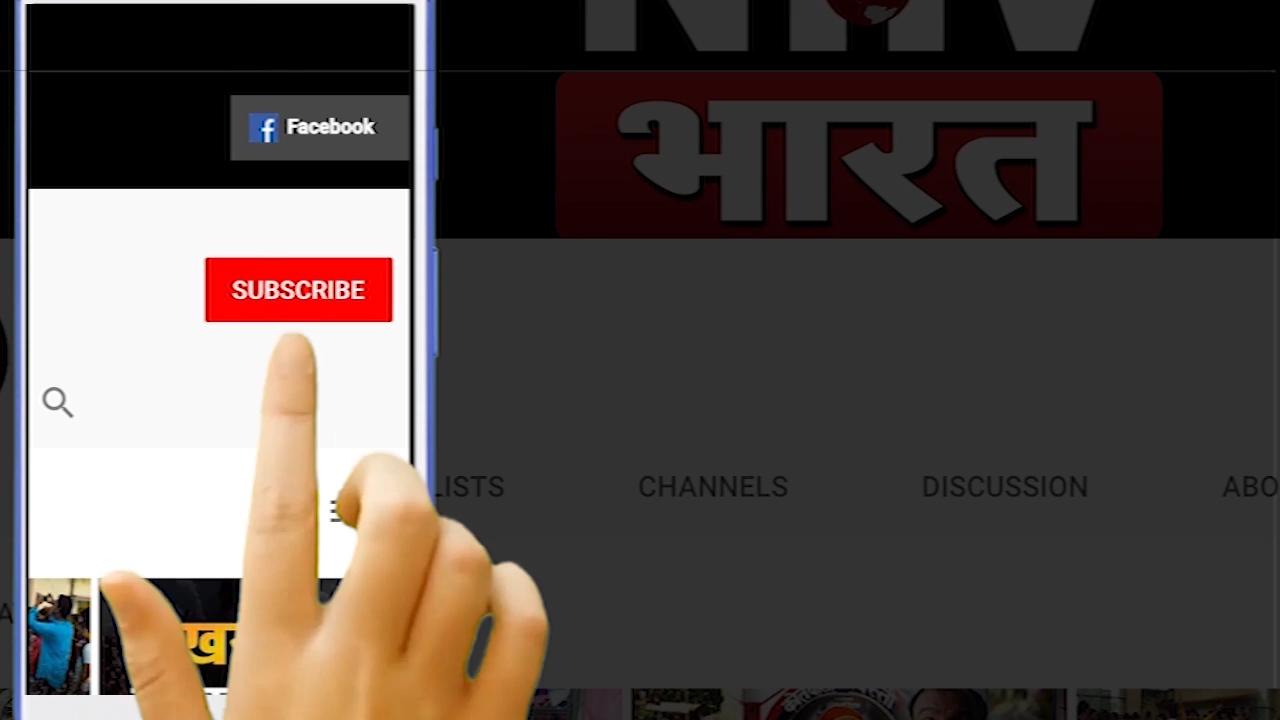 भारत
Facebook
SUBSCRIBE
LISTS CHANNELS DISCUSSION ABO